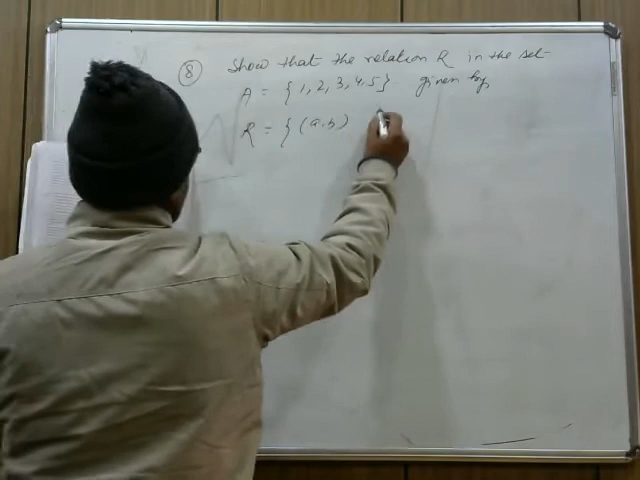 ⑧ Show that the relation R in the set
A = {1, 2, 3, 4, 5} given by
R = {(a, b)